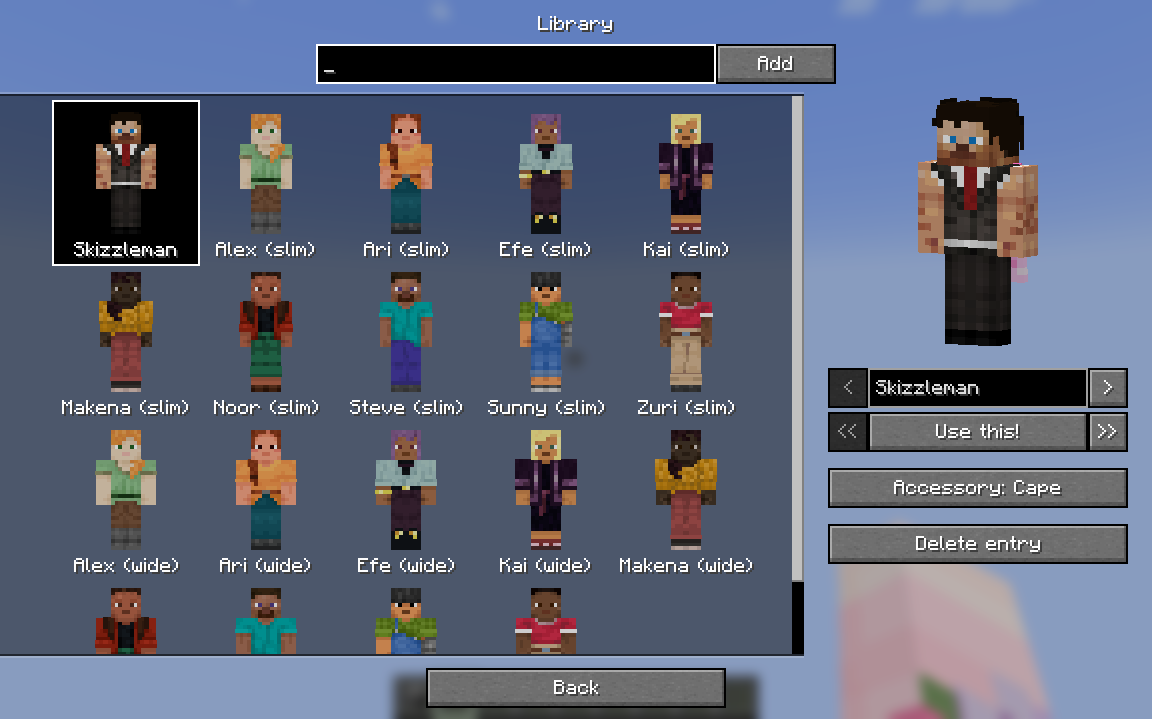 Library
_
Add
Skizzleman
Alex (slim)
Ari (slim)
Efe (slim)
Kai (slim)
Makena (slim)
Noor (slim)
Steve (slim)
Sunny (slim)
Zuri (slim)
Alex (wide)
Ari (wide)
Efe (wide)
Kai (wide)
Makena (wide)
< Skizzleman >
<< Use this! >>
Accessory: Cape
Delete entry
Back